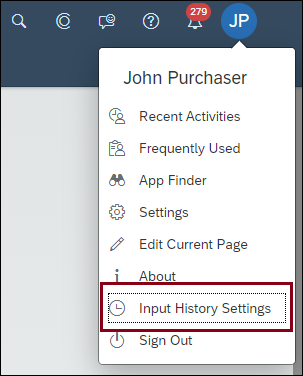 279
JP
John Purchaser
Recent Activities
Frequently Used
App Finder
Settings
Edit Current Page
About
Input History Settings
Sign Out